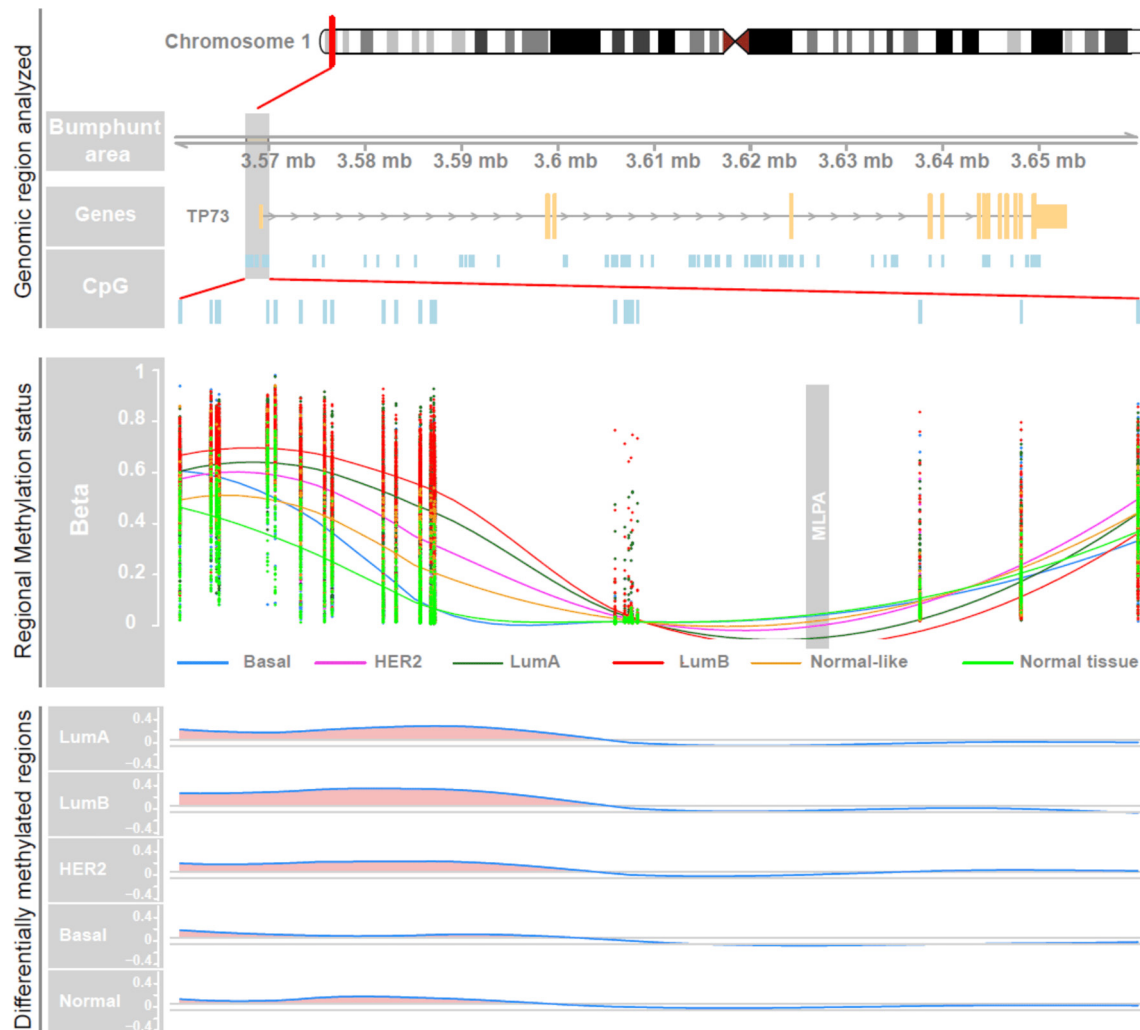 Genomic region analyzed
Chromosome 1
Bumphunt
area
3.57 mb 3.58 mb 3.59 mb 3.6 mb 3.61 mb 3.62 mb 3.63 mb 3.64 mb 3.65 mb
Genes
TP73
CpG
Regional Methylation status
Beta
1
0.8
0.6
0.4
0.2
0
MLPA
Basal HER2 LumA LumB Normal-like Normal tissue
Differentially methylated regions
LumA
0.4
0
−0.4
LumB
0.4
0
−0.4
HER2
0.4
0
−0.4
Basal
0.4
0
−0.4
Normal
0.4
0
−0.4